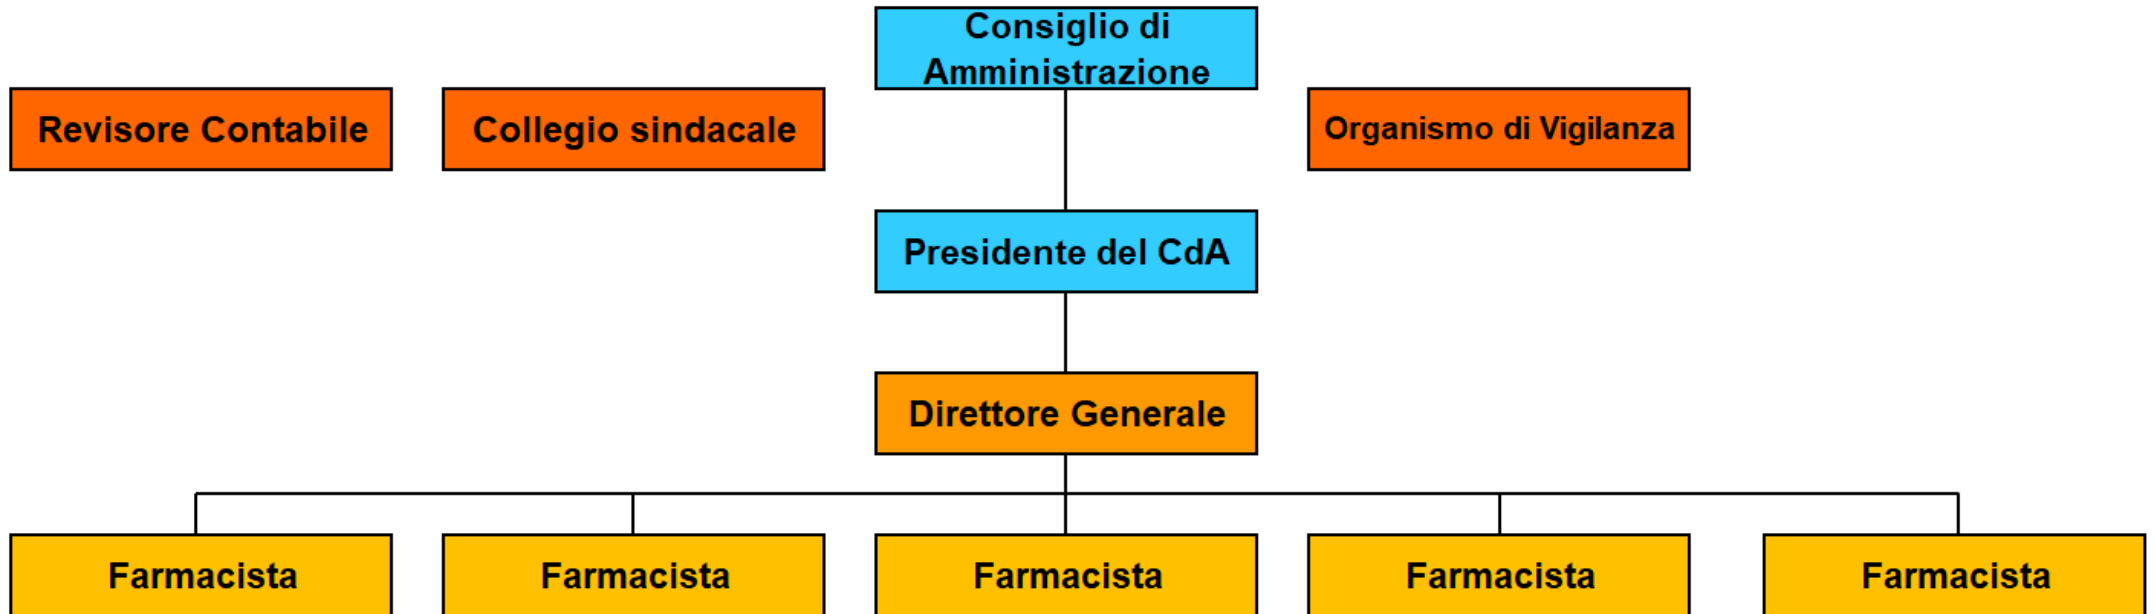 Consiglio di
Amministrazione
Revisore Contabile
Collegio sindacale
Organismo di Vigilanza
Presidente del CdA
Direttore Generale
Farmacista
Farmacista
Farmacista
Farmacista
Farmacista